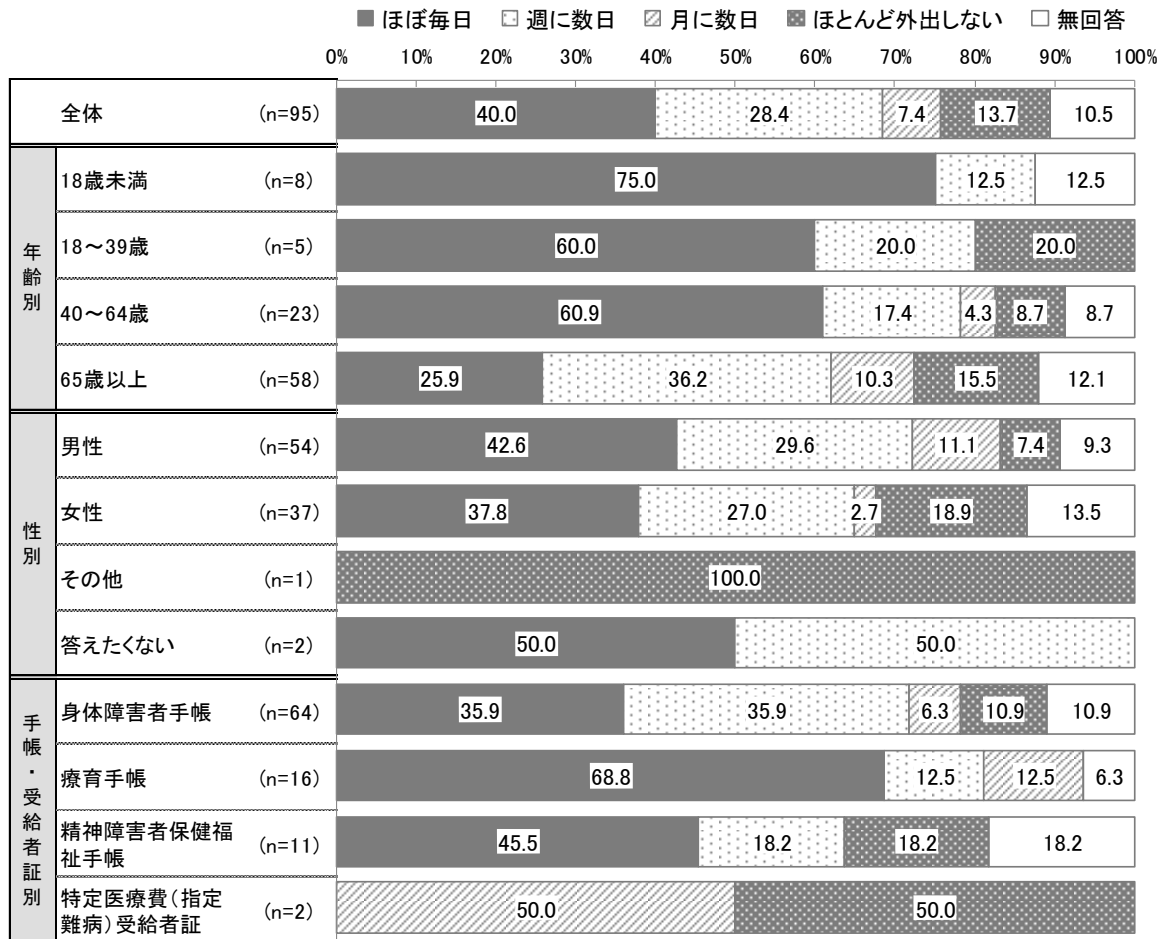 ほぼ毎日 週に数日 月に数日 ほとんど外出しない 無回答
0% 10% 20% 30% 40% 50% 60% 70% 80% 90% 100%
全体 (n=95) 40.0 28.4 7.4 13.7 10.5
年齢別
18歳未満 (n=8) 75.0 12.5 12.5
18～39歳 (n=5) 60.0 20.0 20.0
40～64歳 (n=23) 60.9 17.4 4.3 8.7 8.7
65歳以上 (n=58) 25.9 36.2 10.3 15.5 12.1
性別
男性 (n=54) 42.6 29.6 11.1 7.4 9.3
女性 (n=37) 37.8 27.0 2.7 18.9 13.5
その他 (n=1) 100.0
答えたくない (n=2) 50.0 50.0
手帳・受給者証別
身体障害者手帳 (n=64) 35.9 35.9 6.3 10.9 10.9
療育手帳 (n=16) 68.8 12.5 12.5 6.3
精神障害者保健福
祉手帳 (n=11) 45.5 18.2 18.2 18.2
特定医療費（指定
難病）受給者証 (n=2) 50.0 50.0